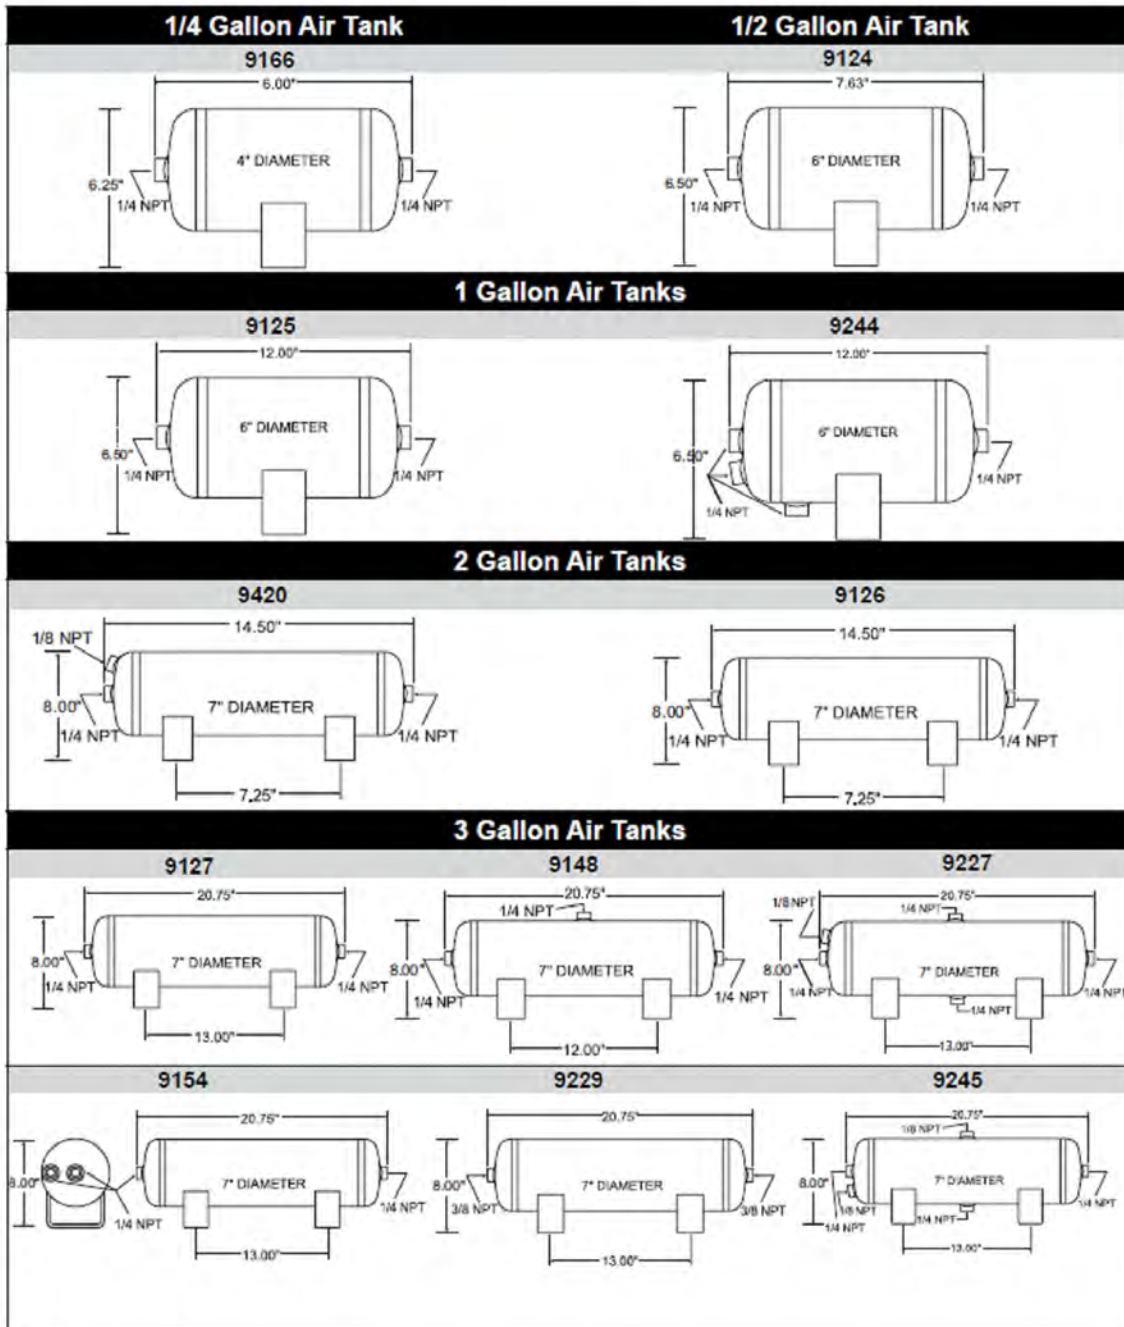 1/4 Gallon Air Tank
1/2 Gallon Air Tank
9166
9124
6.00"
7.63"
4" DIAMETER
6" DIAMETER
6.25"
1/4 NPT
1/4 NPT
6.50"
1/4 NPT
1/4 NPT
1 Gallon Air Tanks
9125
9244
12.00"
12.00"
6" DIAMETER
6" DIAMETER
6.50"
1/4 NPT
1/4 NPT
6.50"
1/4 NPT
1/4 NPT
2 Gallon Air Tanks
9420
9126
1/8 NPT
14.50"
14.50"
8.00"
7" DIAMETER
8.00"
7" DIAMETER
1/4 NPT
1/4 NPT
1/4 NPT
1/4 NPT
7.25"
7.25"
3 Gallon Air Tanks
9127
9148
9227
20.75"
20.75"
20.75"
1/4 NPT
1/8 NPT
1/4 NPT
8.00"
7" DIAMETER
8.00"
7" DIAMETER
8.00"
7" DIAMETER
1/4 NPT
1/4 NPT
1/4 NPT
1/4 NPT
1/4 NPT
1/4 NPT
1/4 NPT
13.00"
12.00"
13.00"
9154
9229
9245
20.75"
20.75"
20.75"
1/8 NPT
8.00"
7" DIAMETER
8.00"
7" DIAMETER
8.00"
7" DIAMETER
1/4 NPT
1/4 NPT
3/8 NPT
3/8 NPT
1/8 NPT
1/4 NPT
1/4 NPT
1/4 NPT
13.00"
13.00"
13.00"